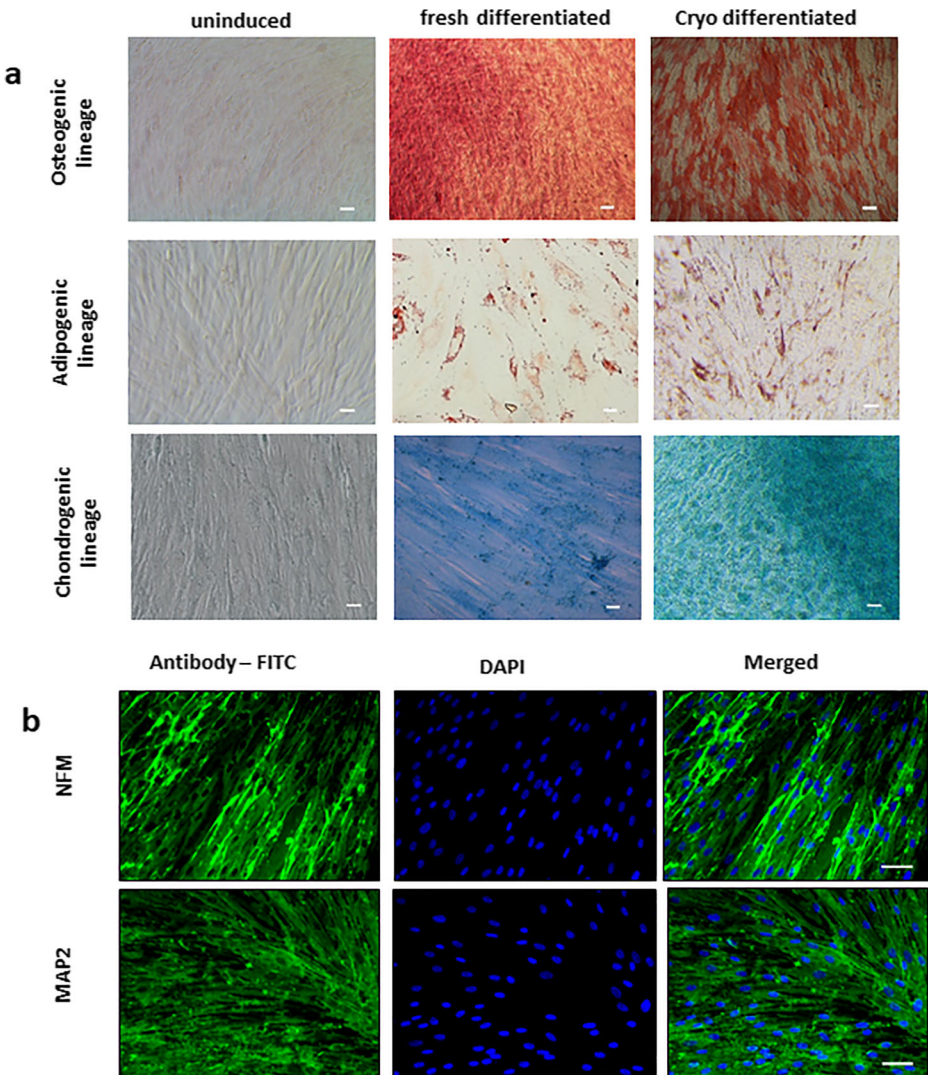 uninduced
fresh differentiated
Cryo differentiated
a
Osteogenic
lineage
Adipogenic
lineage
Chondrogenic
lineage
Antibody – FITC
DAPI
Merged
b
NFM
MAP2